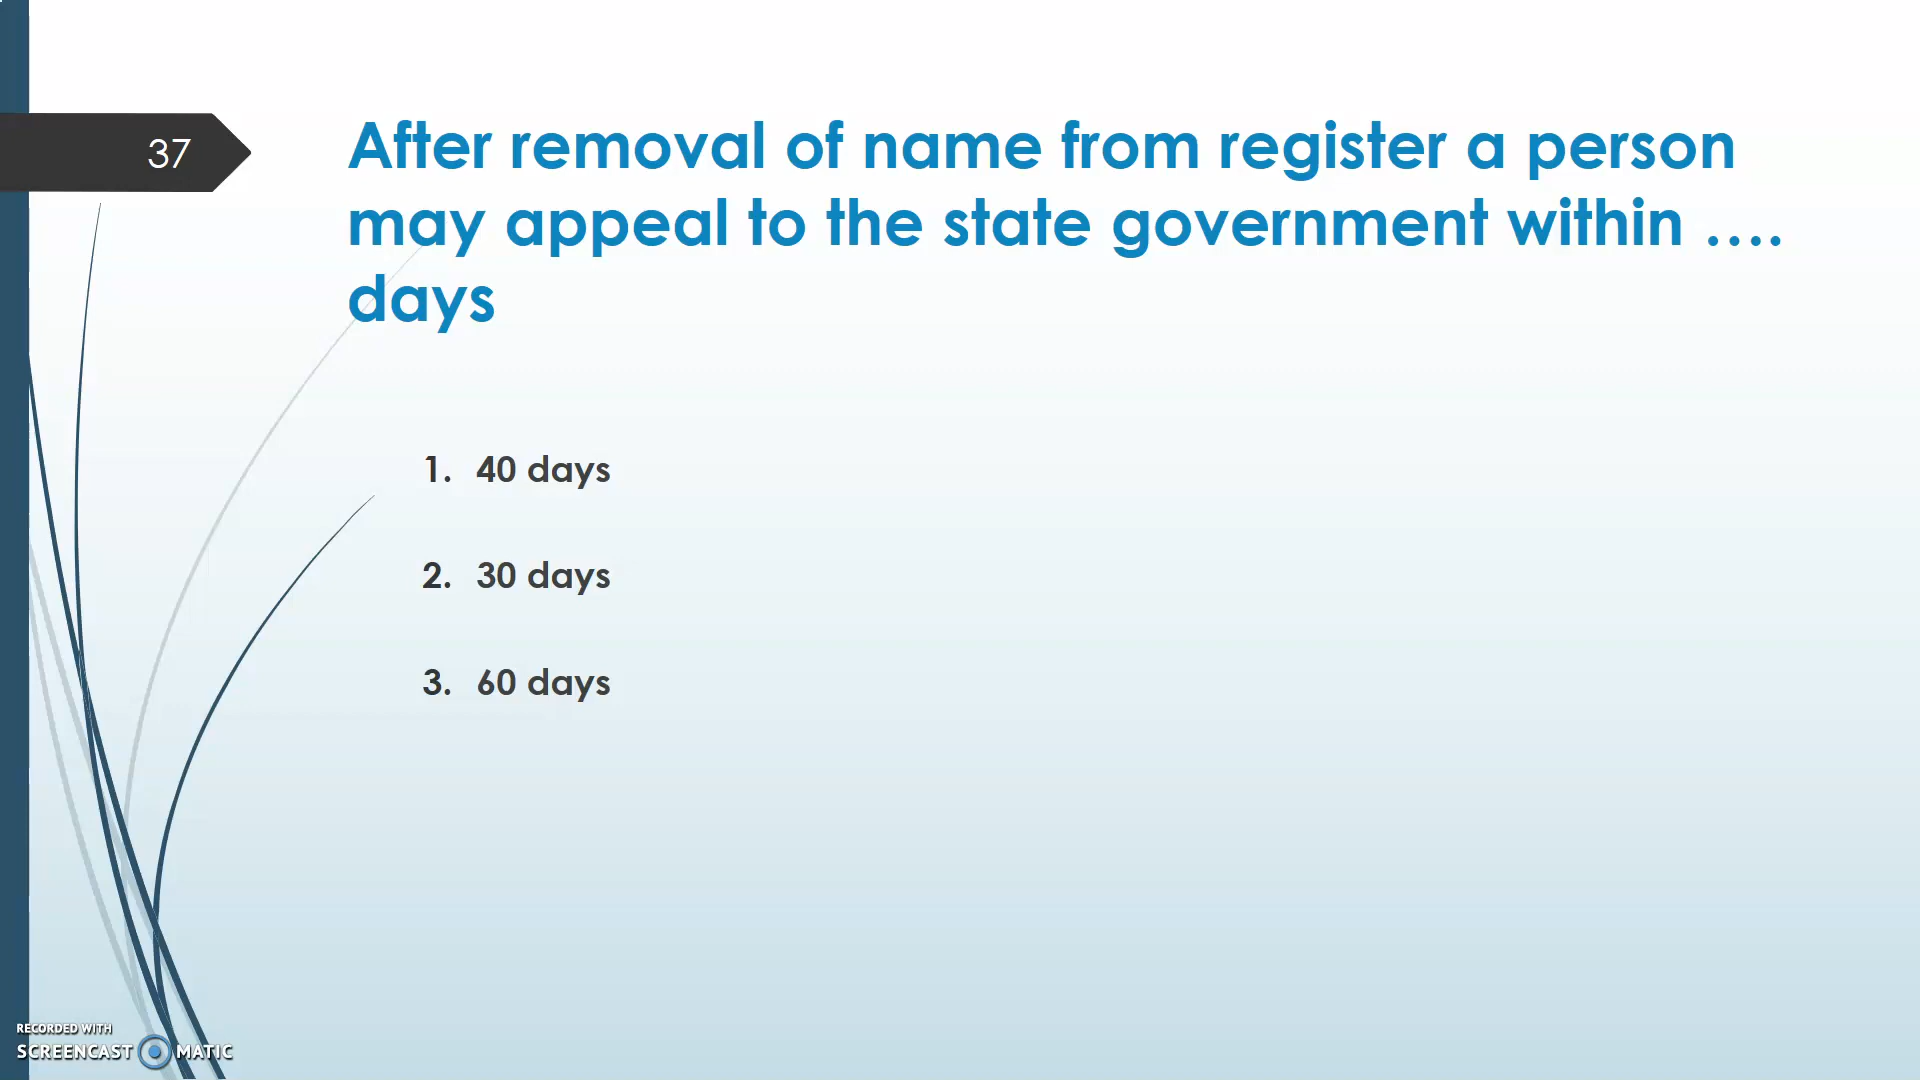 37
After removal of name from register a person
may appeal to the state government within ....
days
1. 40 days
2. 30 days
3. 60 days
RECORDED WITH
SCREENCAST MATIC